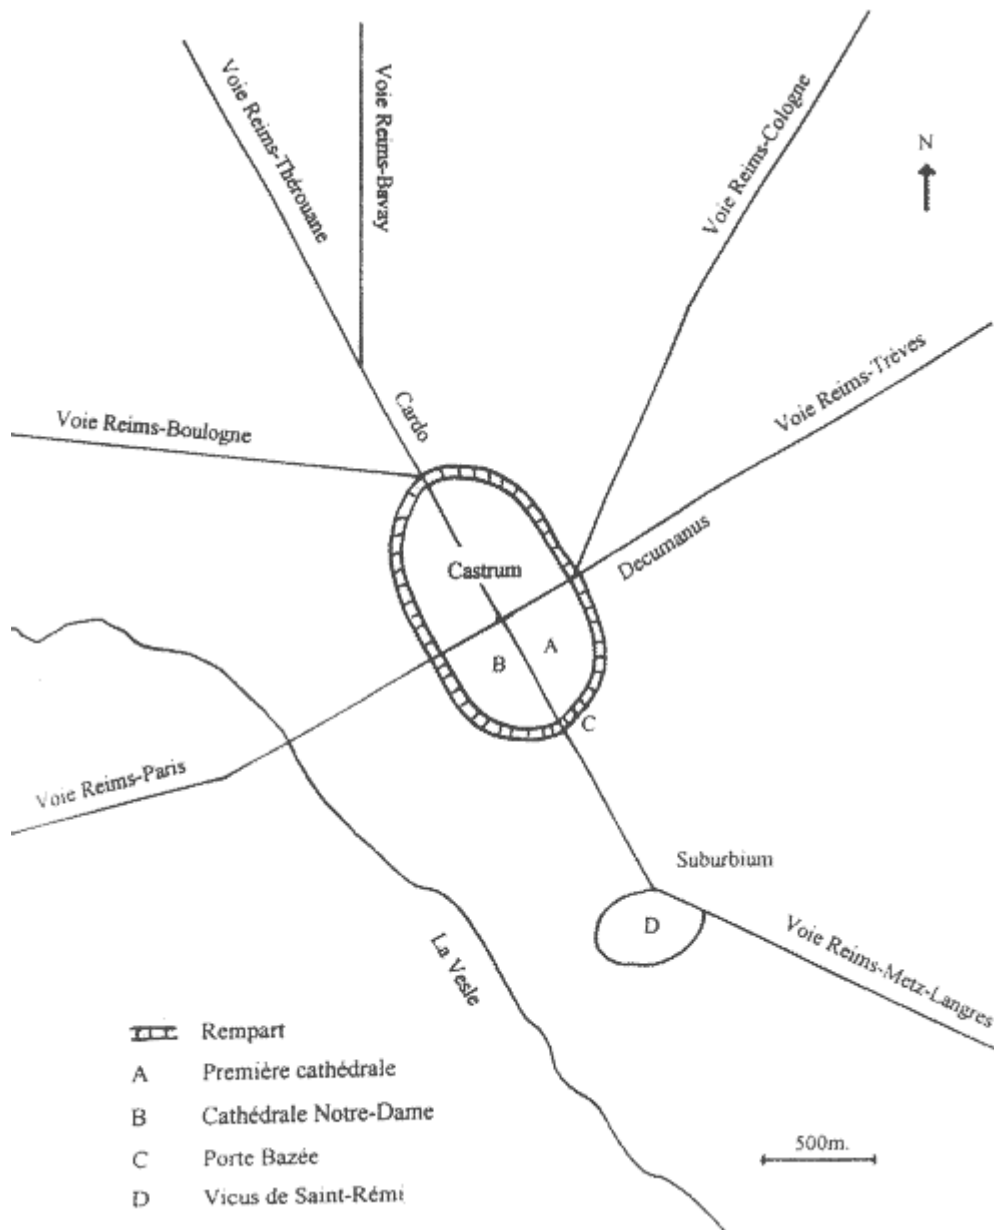 Voie Reims-Thérouane
Voie Reims-Bavay
Voie Reims-Cologne
N
Voie Reims-Trèves
Cardo
Voie Reims-Boulogne
Decumanus
Castrum
A
B
C
Voie Reims-Paris
Suburbium
D
Voie Reims-Metz-Langres
La Vesle
Rempart
A Première cathédrale
B Cathédrale Notre-Dame
C Porte Bazée
D Vicus de Saint-Rémi
500m.